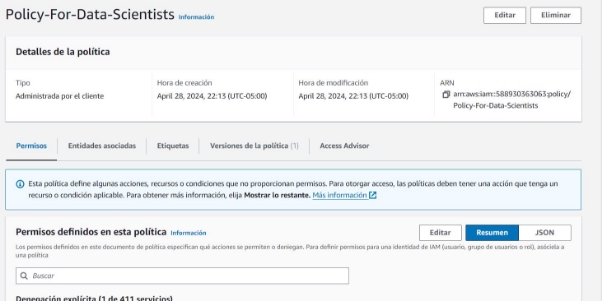 Policy-For-Data-Scientists Información
Editar
Eliminar
Detalles de la política
Tipo
Administrada por el cliente
Hora de creación
April 28, 2024, 22:13 (UTC-05:00)
Hora de modificación
April 28, 2024, 22:13 (UTC-05:00)
ARN
arn:aws:iam::588930363063:policy/
Policy-For-Data-Scientists
Permisos
Entidades asociadas
Etiquetas
Versiones de la política (1)
Access Advisor
Esta política define algunas acciones, recursos o condiciones que no proporcionan permisos. Para otorgar acceso, las políticas deben tener una acción que tenga un
recurso o condición aplicable. Para obtener más información, elija Mostrar lo restante. Más información
Permisos definidos en esta política Información
Editar
Resumen
JSON
Los permisos definidos en este documento de política especifican qué acciones se permiten o deniegan. Para definir permisos para una identidad de IAM (usuario, grupo de usuarios o rol), asóciela a
una política
Buscar
Denegación explícita (1 de 411 servicios)